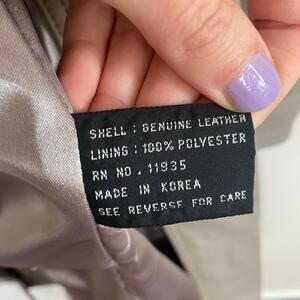 SHELL : GENUINE LEATHER
LINING : 100% POLYESTER
RN NO . 11935
MADE IN KOREA
SEE REVERSE FOR CARE